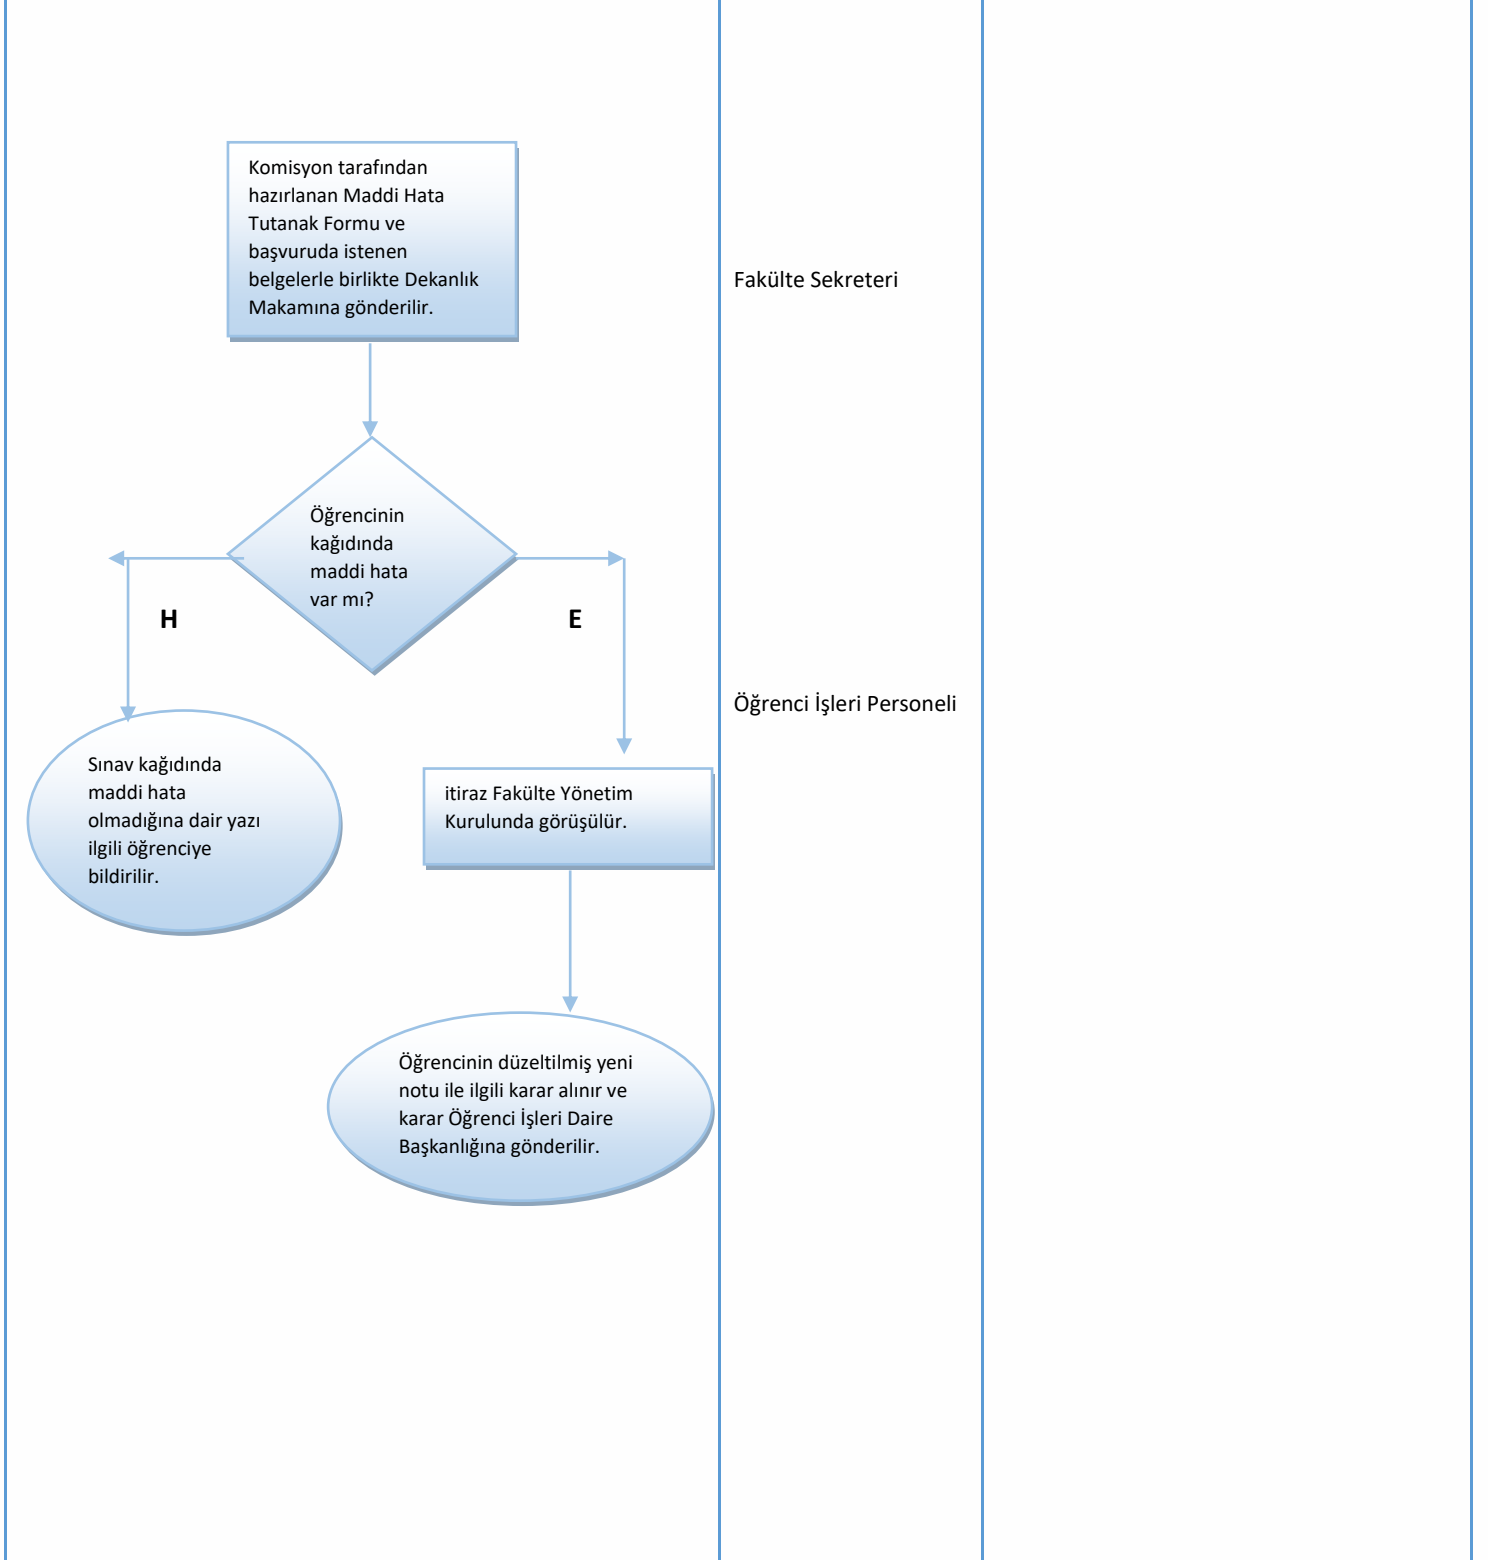 Komisyon tarafından
hazırlanan Maddi Hata
Tutanak Formu ve
başvuruda istenen
belgelerle birlikte Dekanlık
Makamına gönderilir.
Fakülte Sekreteri
Öğrencinin
kağıdında
maddi hata
var mı?
H
E
Öğrenci İşleri Personeli
Sınav kağıdında
maddi hata
olmadığına dair yazı
ilgili öğrenciye
bildirilir.
itiraz Fakülte Yönetim
Kurulunda görüşülür.
Öğrencinin düzeltilmiş yeni
notu ile ilgili karar alınır ve
karar Öğrenci İşleri Daire
Başkanlığına gönderilir.